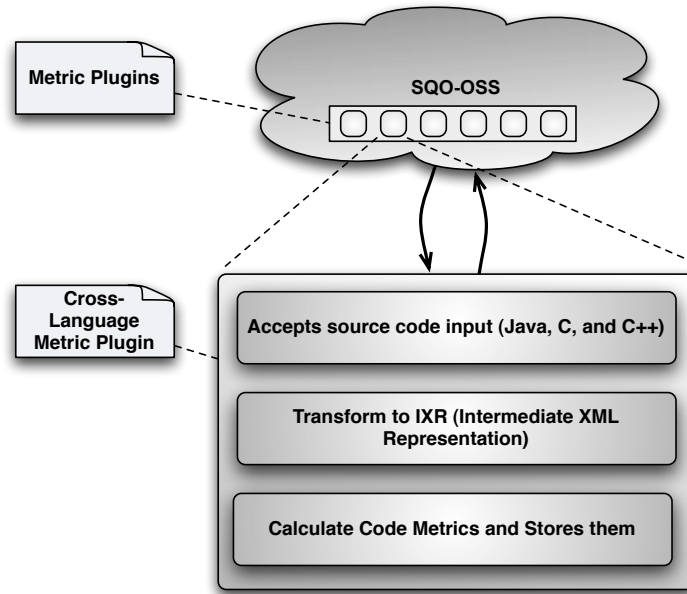 Metric Plugins
SQO-OSS
Cross-
Language
Metric Plugin
Accepts source code input (Java, C, and C++)
Transform to IXR (Intermediate XML
Representation)
Calculate Code Metrics and Stores them